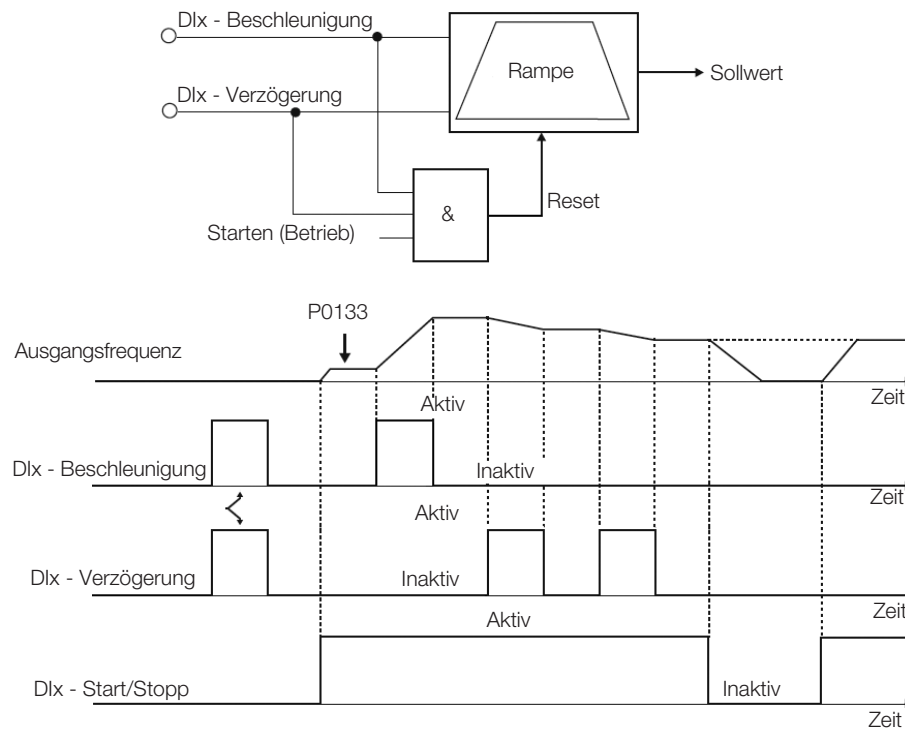 DIx - Beschleunigung
Rampe
Sollwert
DIx - Verzögerung
&
Reset
Starten (Betrieb)
P0133
Ausgangsfrequenz
Zeit
Aktiv
DIx - Beschleunigung
Inaktiv
Zeit
Aktiv
DIx - Verzögerung
Inaktiv
Zeit
Aktiv
DIx - Start/Stopp
Inaktiv
Zeit